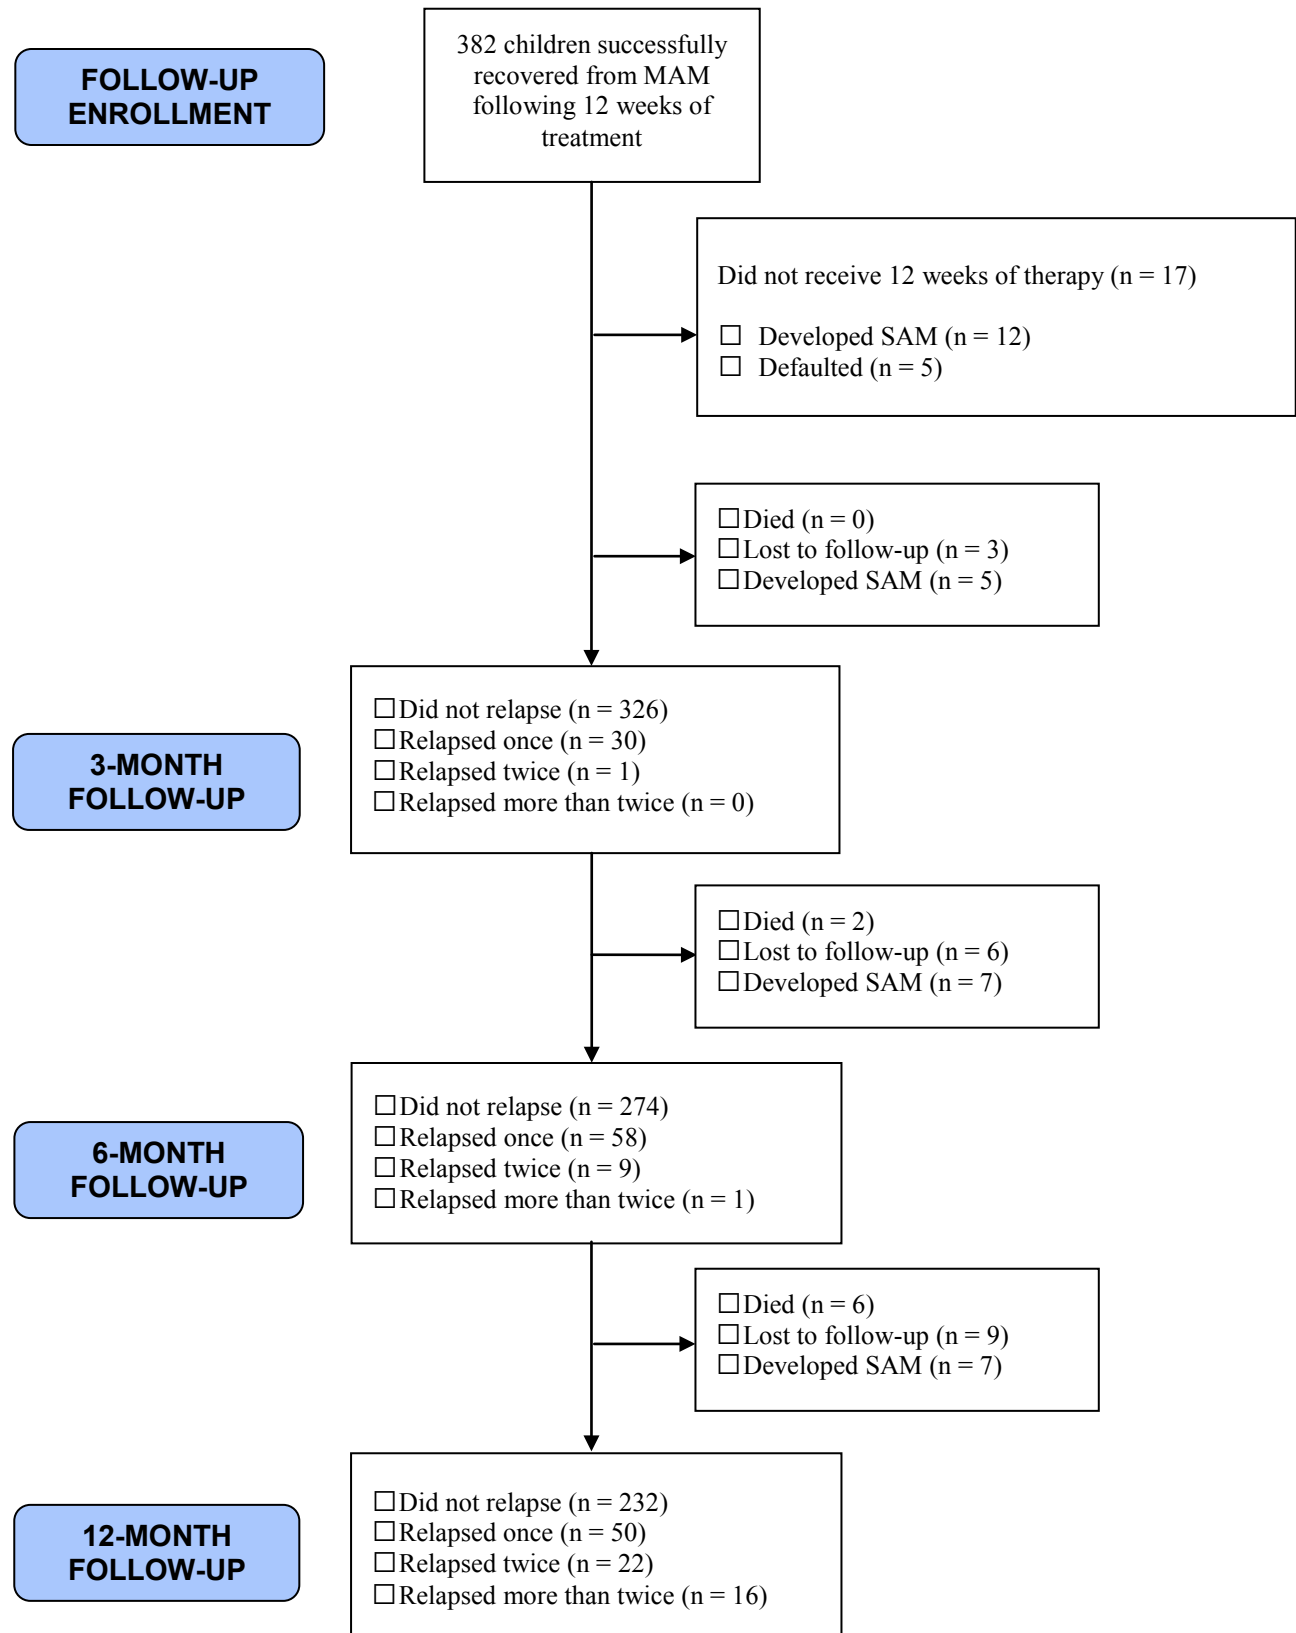 FOLLOW-UP
ENROLLMENT
382 children successfully
recovered from MAM
following 12 weeks of
treatment
Did not receive 12 weeks of therapy (n = 17)
☐ Developed SAM (n = 12)
☐ Defaulted (n = 5)
☐Died (n = 0)
☐Lost to follow-up (n = 3)
☐Developed SAM (n = 5)
3-MONTH
FOLLOW-UP
☐Did not relapse (n = 326)
☐Relapsed once (n = 30)
☐Relapsed twice (n = 1)
☐Relapsed more than twice (n = 0)
☐Died (n = 2)
☐Lost to follow-up (n = 6)
☐Developed SAM (n = 7)
6-MONTH
FOLLOW-UP
☐Did not relapse (n = 274)
☐Relapsed once (n = 58)
☐Relapsed twice (n = 9)
☐Relapsed more than twice (n = 1)
☐Died (n = 6)
☐Lost to follow-up (n = 9)
☐Developed SAM (n = 7)
12-MONTH
FOLLOW-UP
☐Did not relapse (n = 232)
☐Relapsed once (n = 50)
☐Relapsed twice (n = 22)
☐Relapsed more than twice (n = 16)